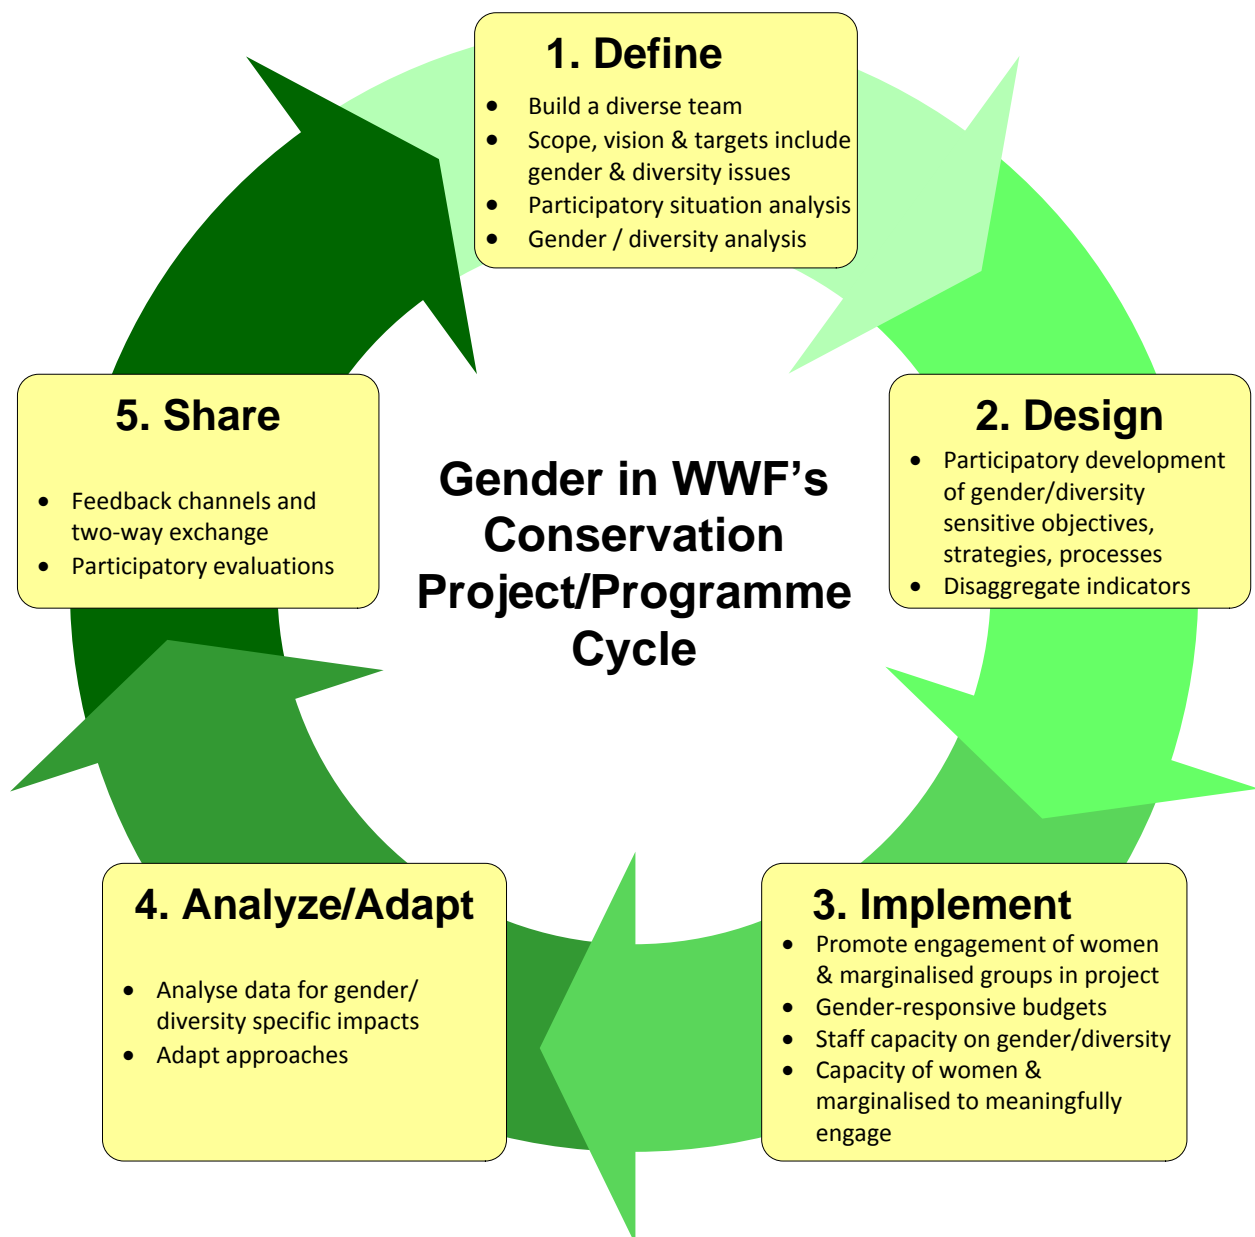 1. Define
• Build a diverse team
• Scope, vision & targets include
gender & diversity issues
• Participatory situation analysis
• Gender / diversity analysis
2. Design
• Participatory development
of gender/diversity
sensitive objectives,
strategies, processes
• Disaggregate indicators
3. Implement
• Promote engagement of women
& marginalised groups in project
• Gender-responsive budgets
• Staff capacity on gender/diversity
• Capacity of women &
marginalised to meaningfully
engage
4. Analyze/Adapt
• Analyse data for gender/
diversity specific impacts
• Adapt approaches
5. Share
• Feedback channels and
two-way exchange
• Participatory evaluations
Gender in WWF’s
Conservation
Project/Programme
Cycle